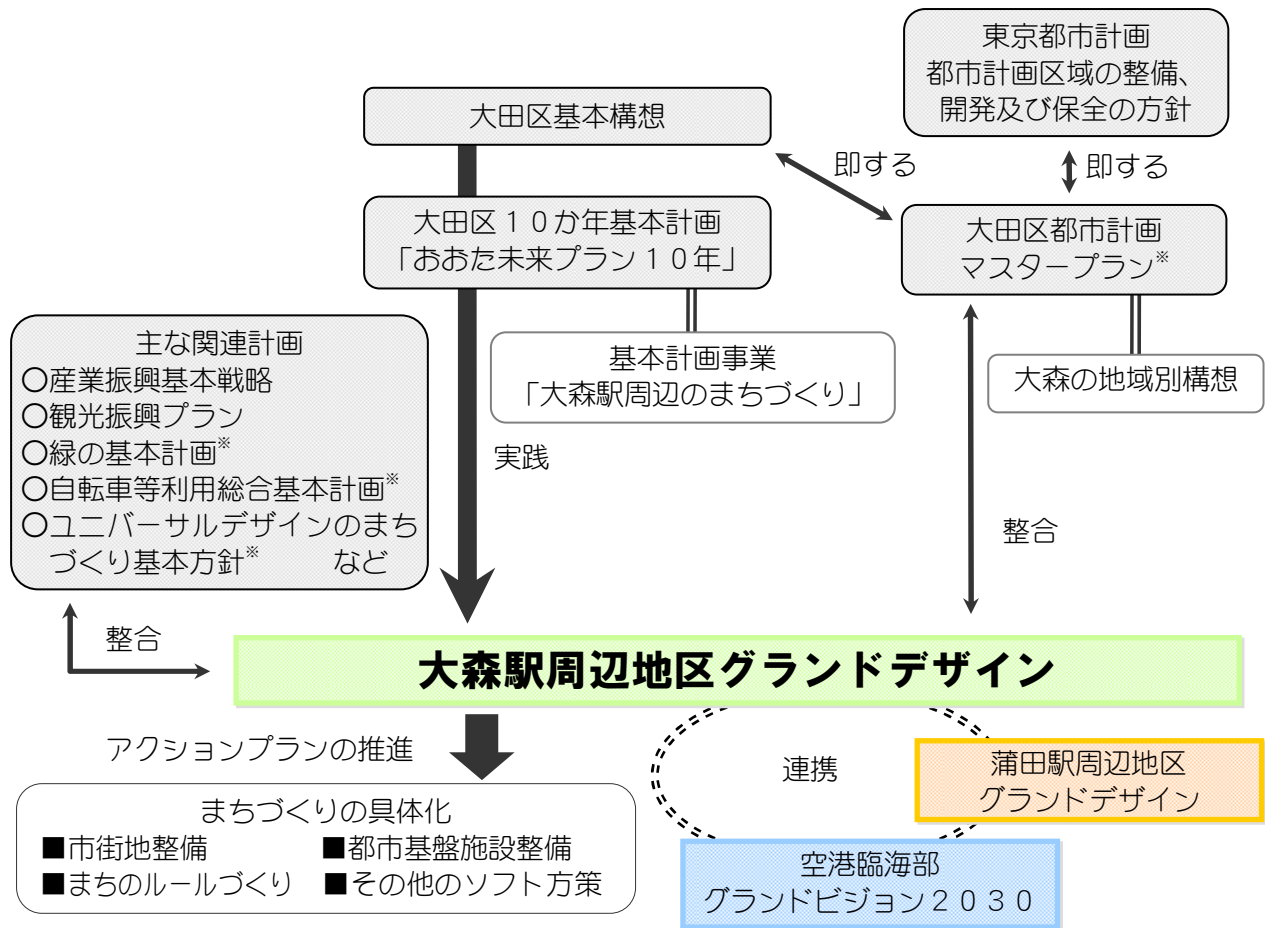 東京都市計画
都市計画区域の整備、
開発及び保全の方針
大田区基本構想
即する
即する
大田区10か年基本計画
「おおた未来プラン10年」
大田区都市計画
マスタープラン※
主な関連計画
○産業振興基本戦略
○観光振興プラン
○緑の基本計画※
○自転車等利用総合基本計画※
○ユニバーサルデザインのまち
づくり基本方針※ など
基本計画事業
「大森駅周辺のまちづくり」
大森の地域別構想
実践
整合
整合
大森駅周辺地区グランドデザイン
アクションプランの推進
連携
蒲田駅周辺地区
グランドデザイン
まちづくりの具体化
■市街地整備 ■都市基盤施設整備
■まちのルールづくり ■その他のソフト方策
空港臨海部
グランドビジョン2030